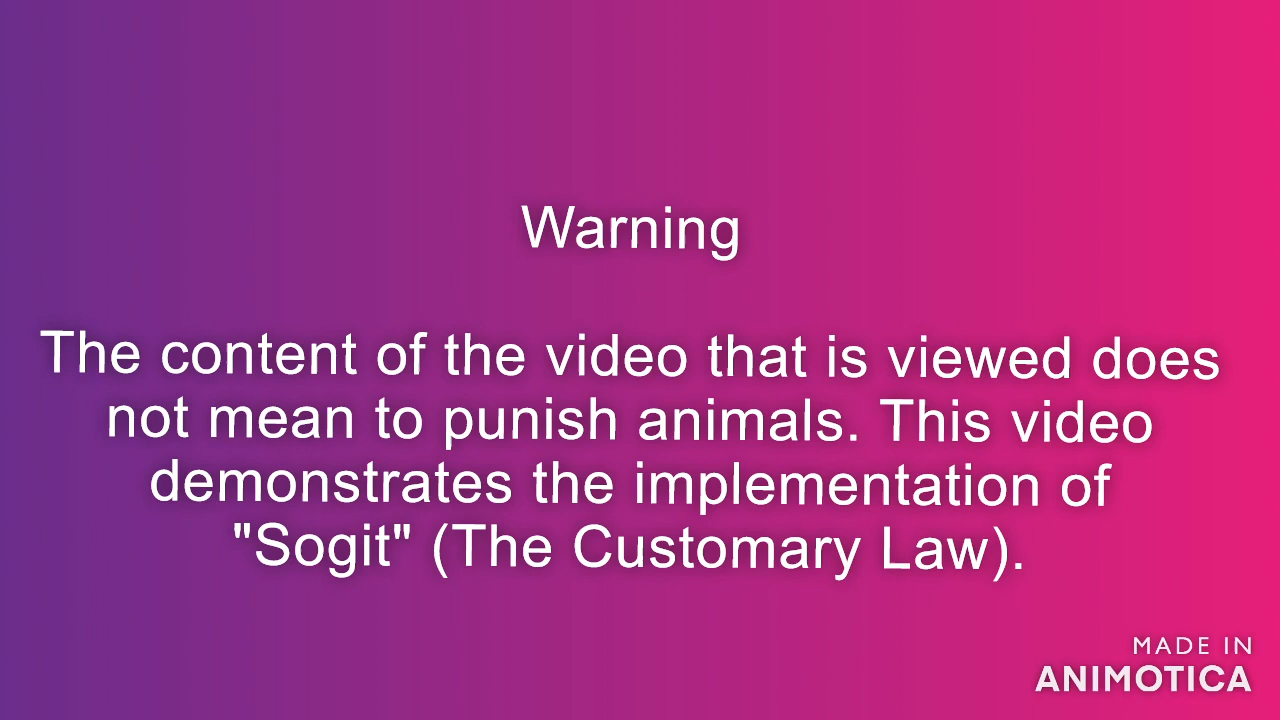 Warning
The content of the video that is viewed does
not mean to punish animals. This video
demonstrates the implementation of
"Sogit" (The Customary Law).
MADE IN
ANIMOTICA